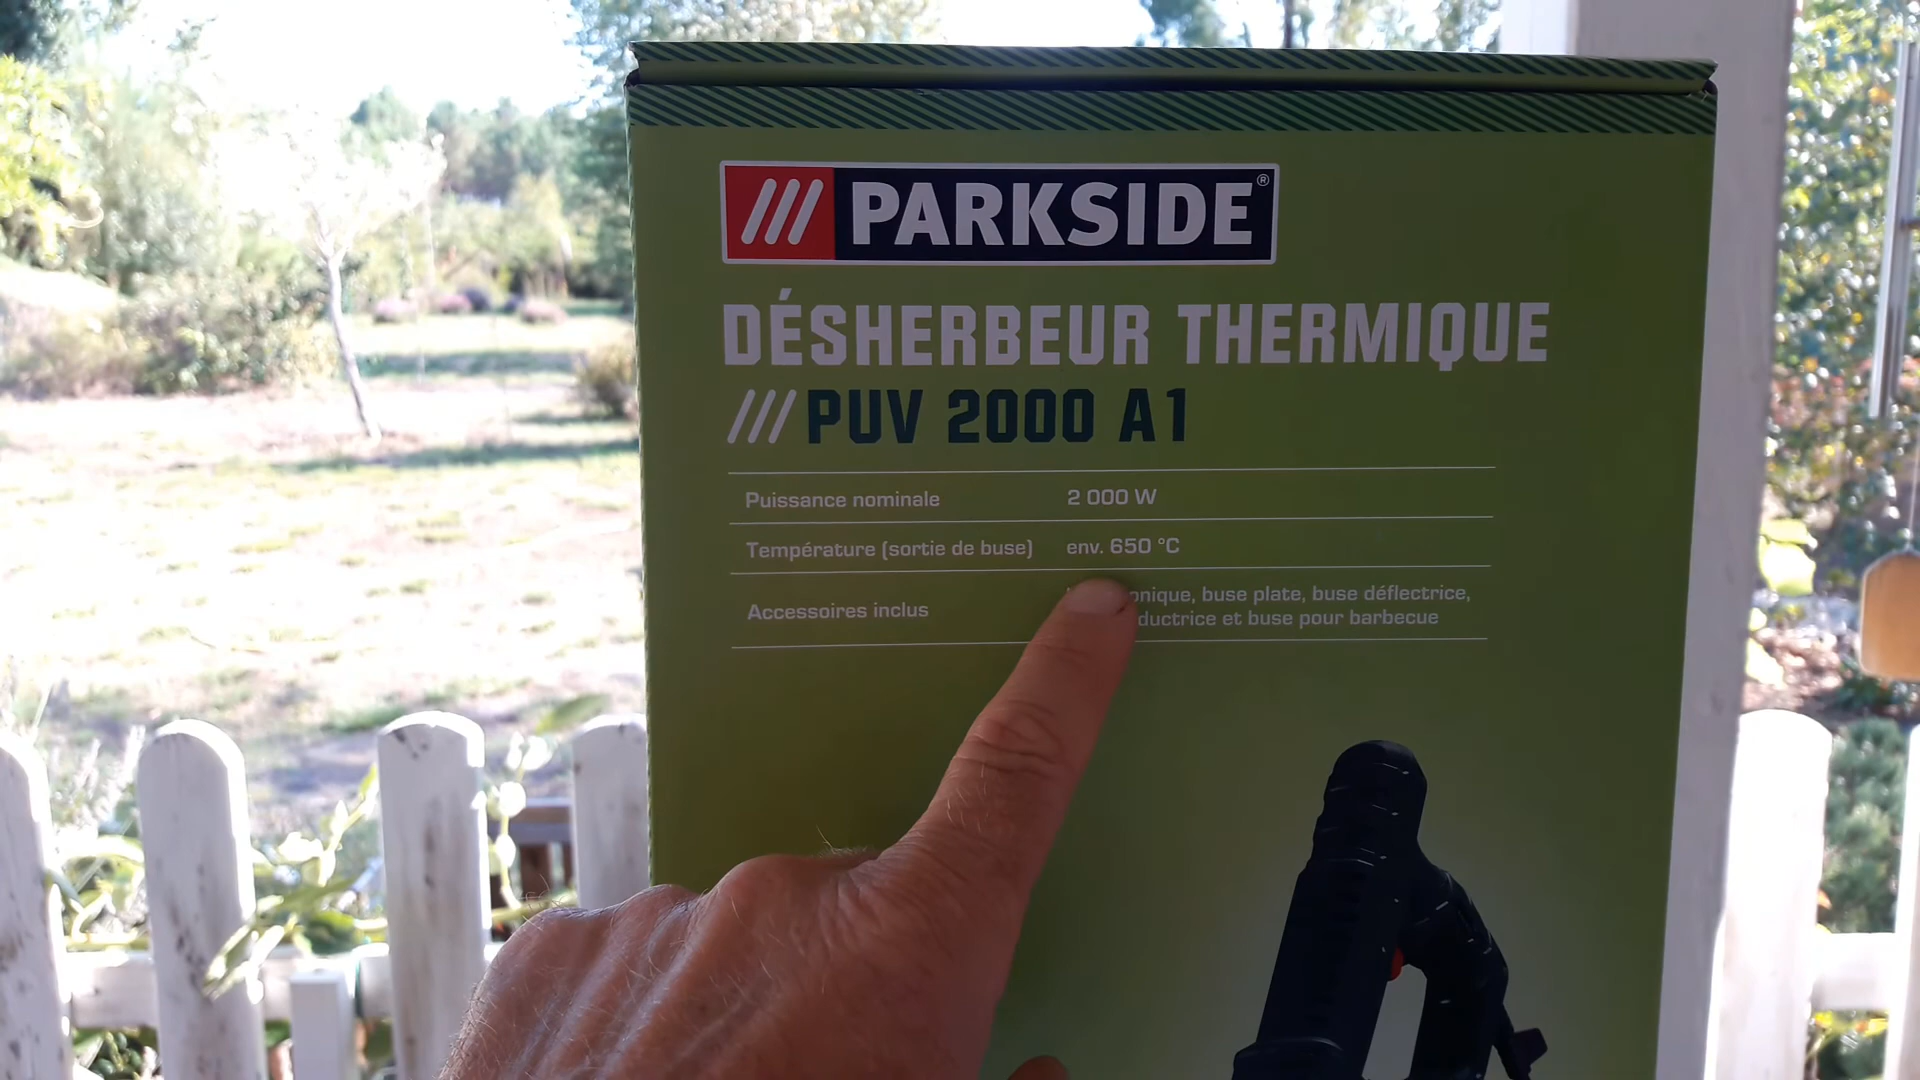 /// PARKSIDE®
DÉSHERBEUR THERMIQUE
/// PUV 2000 A1
Puissance nominale 2 000 W
Température (sortie de buse) env. 650 °C
Accessoires inclus onique, buse plate, buse déflectrice,
ductrice et buse pour barbecue